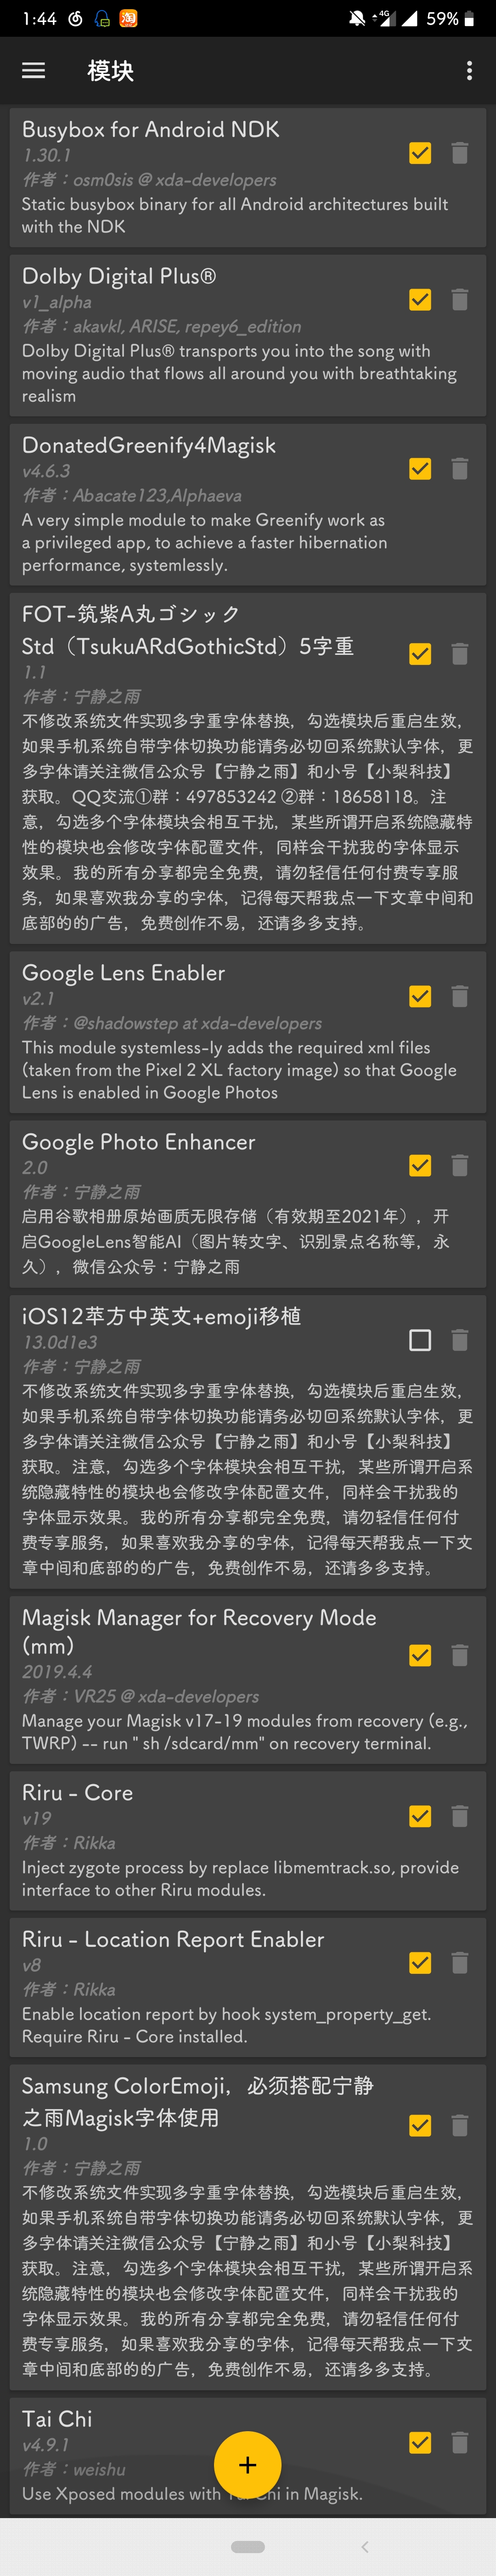 1:44
淘
4G
59%
模块
Busybox for Android NDK
1.30.1
作者：osm0sis @ xda-developers
Static busybox binary for all Android architectures built
with the NDK
Dolby Digital Plus®
v1_alpha
作者：akavkl, ARISE, repey6_edition
Dolby Digital Plus® transports you into the song with
moving audio that flows all around you with breathtaking
realism
DonatedGreenify4Magisk
v4.6.3
作者：Abacate123,Alphaeva
A very simple module to make Greenify work as
a privileged app, to achieve a faster hibernation
performance, systemlessly.
FOT-筑紫A丸ゴシック
Std（TsukuARdGothicStd）5字重
1.1
作者：宁静之雨
不修改系统文件实现多字重字体替换，勾选模块后重启生效，
如果手机系统自带字体切换功能请务必切回系统默认字体，更
多字体请关注微信公众号【宁静之雨】和小号【小梨科技】
获取。QQ交流①群：497853242 ②群：18658118。注
意，勾选多个字体模块会相互干扰，某些所谓开启系统隐藏特
性的模块也会修改字体配置文件，同样会干扰我的字体显示
效果。我的所有分享都完全免费，请勿轻信任何付费专享服
务，如果喜欢我分享的字体，记得每天帮我点一下文章中间和
底部的的广告，免费创作不易，还请多多支持。
Google Lens Enabler
v2.1
作者：@shadowstep at xda-developers
This module systemless-ly adds the required xml files
(taken from the Pixel 2 XL factory image) so that Google
Lens is enabled in Google Photos
Google Photo Enhancer
2.0
作者：宁静之雨
启用谷歌相册原始画质无限存储（有效期至2021年），开
启GoogleLens智能AI（图片转文字、识别景点名称等，永
久），微信公众号：宁静之雨
iOS12苹方中英文+emoji移植
13.0d1e3
作者：宁静之雨
不修改系统文件实现多字重字体替换，勾选模块后重启生效，
如果手机系统自带字体切换功能请务必切回系统默认字体，更
多字体请关注微信公众号【宁静之雨】和小号【小梨科技】
获取。注意，勾选多个字体模块会相互干扰，某些所谓开启系
统隐藏特性的模块也会修改字体配置文件，同样会干扰我的
字体显示效果。我的所有分享都完全免费，请勿轻信任何付
费专享服务，如果喜欢我分享的字体，记得每天帮我点一下文
章中间和底部的的广告，免费创作不易，还请多多支持。
Magisk Manager for Recovery Mode
(mm)
2019.4.4
作者：VR25 @ xda-developers
Manage your Magisk v17-19 modules from recovery (e.g.,
TWRP) -- run " sh /sdcard/mm" on recovery terminal.
Riru - Core
v19
作者：Rikka
Inject zygote process by replace libmemtrack.so, provide
interface to other Riru modules.
Riru - Location Report Enabler
v8
作者：Rikka
Enable location report by hook system_property_get.
Require Riru - Core installed.
Samsung ColorEmoji，必须搭配宁静
之雨Magisk字体使用
1.0
作者：宁静之雨
不修改系统文件实现多字重字体替换，勾选模块后重启生效，
如果手机系统自带字体切换功能请务必切回系统默认字体，更
多字体请关注微信公众号【宁静之雨】和小号【小梨科技】
获取。注意，勾选多个字体模块会相互干扰，某些所谓开启系
统隐藏特性的模块也会修改字体配置文件，同样会干扰我的
字体显示效果。我的所有分享都完全免费，请勿轻信任何付
费专享服务，如果喜欢我分享的字体，记得每天帮我点一下文
章中间和底部的的广告，免费创作不易，还请多多支持。
Tai Chi
v4.9.1
作者：weishu
Use Xposed modules with Tai Chi in Magisk.